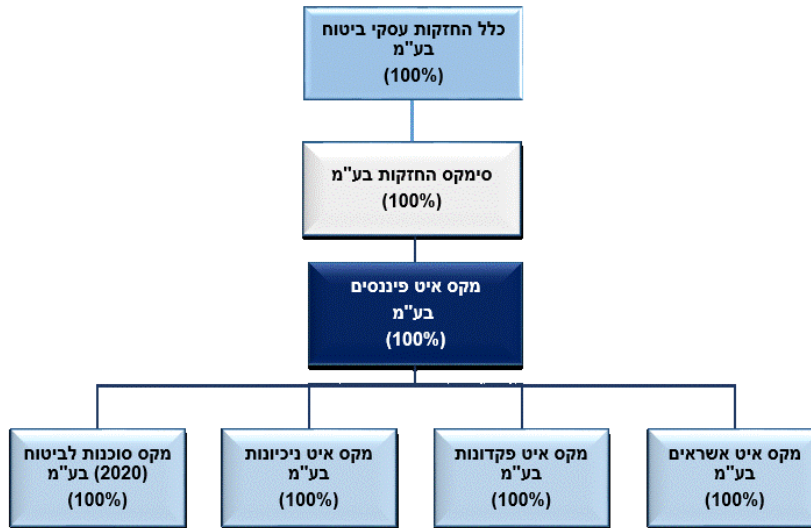 כלל החזקות עסקי ביטוח
בע"מ
(100%)
סימקס החזקות בע"מ
(100%)
מקס איט פיננסים
בע"מ
(100%)
מקס איט אשראים
בע"מ
(100%)
מקס איט פקדונות
בע"מ
(100%)
מקס איט ניכיונות
בע"מ
(100%)
מקס סוכנות לביטוח
(2020) בע"מ
(100%)